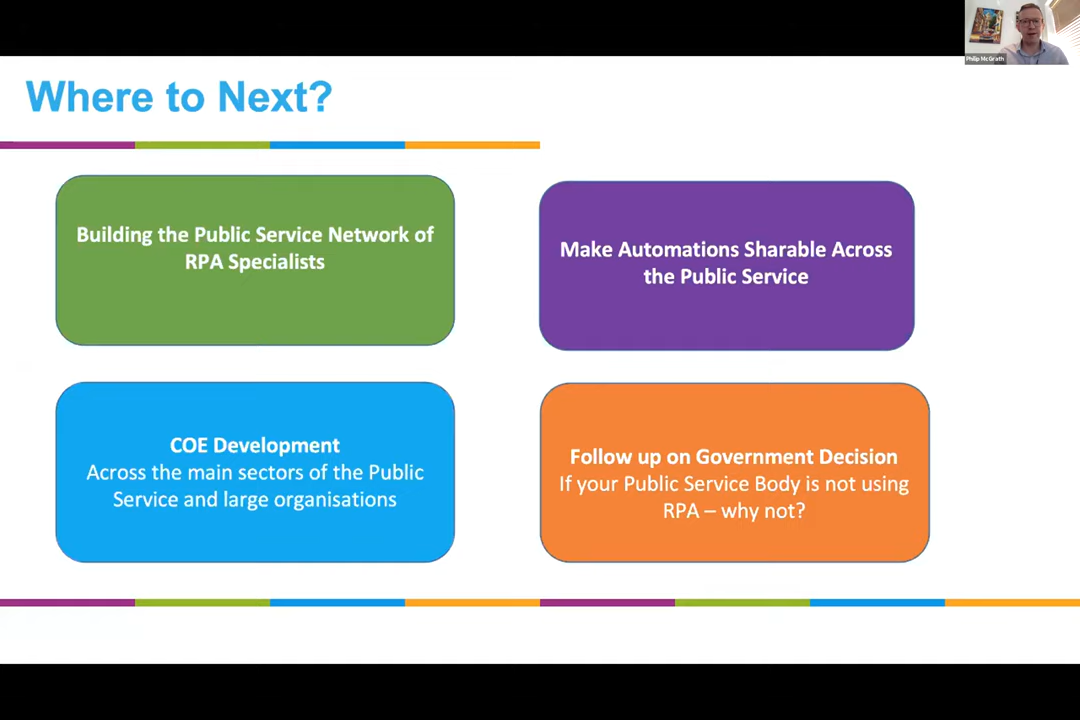 Philip McGrath
Where to Next?
Building the Public Service Network of
RPA Specialists
Make Automations Sharable Across
the Public Service
COE Development
Across the main sectors of the Public
Service and large organisations
Follow up on Government Decision
If your Public Service Body is not using
RPA – why not?